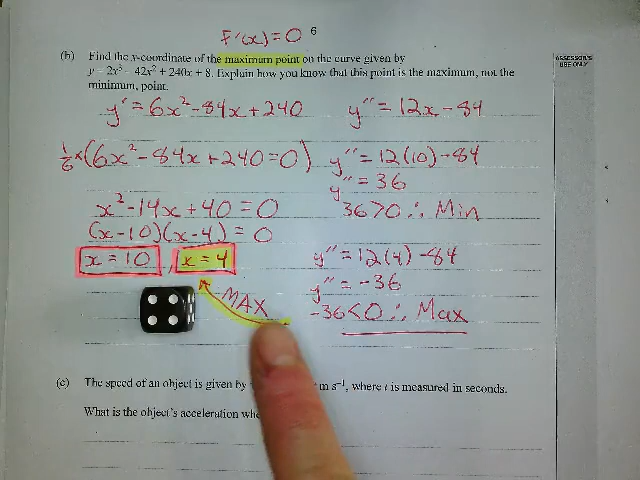 F'(x) = 0
6
(b) Find the x-coordinate of the maximum point on the curve given by
y = 2x³ – 42x² + 240x + 8. Explain how you know that this point is the maximum, not the
minimum, point.
ASSESSOR'S
USE ONLY
y' = 6x² - 84x + 240
y'' = 12x - 84
1/6 × (6x² - 84x + 240 = 0)
y'' = 12(10) - 84
y'' = 36
x² - 14x + 40 = 0
36 > 0 ∴ Min
(x - 10)(x - 4) = 0
x = 10, x = 4
y'' = 12(4) - 84
y'' = -36
MAX
-36 < 0 ∴ Max
(c) The speed of an object is given by m s⁻¹, where t is measured in seconds.
What is the object's acceleration